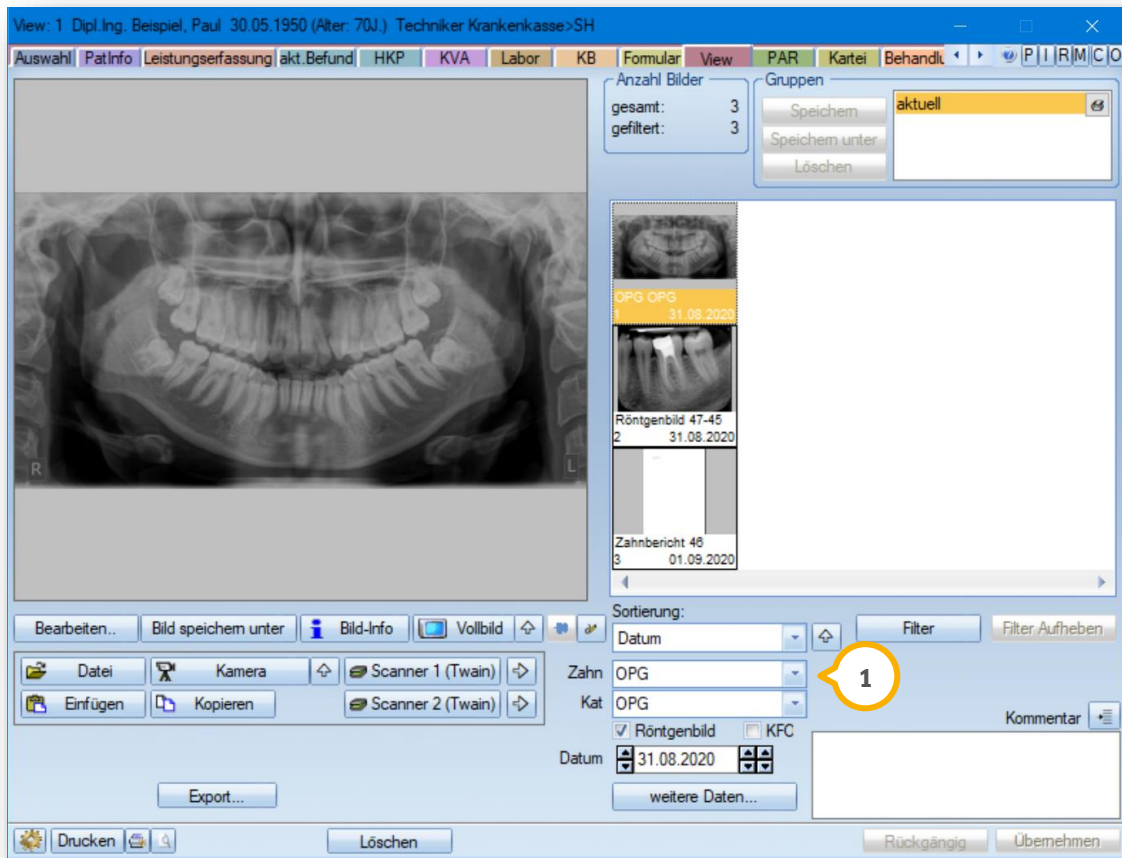 View: 1 Dipl.Ing. Beispiel, Paul 30.05.1950 (Alter: 70J.) Techniker Krankenkasse>SH
Auswahl PatInfo Leistungserfassung akt.Befund HKP KVA Labor KB Formular View PAR Kartei Behandlu P I R M C O
Anzahl Bilder
gesamt: 3
gefiltert: 3
Gruppen
Speichern
Speichern unter
Löschen
aktuell
R
L
OPG OPG
1 31.08.2020
Röntgenbild 47-45
2 31.08.2020
Zahnbericht 46
3 01.09.2020
Bearbeiten.. Bild speichern unter Bild-Info Vollbild
Datei Kamera Scanner 1 (Twain)
Einfügen Kopieren Scanner 2 (Twain)
Export...
Sortierung:
Datum
Filter Filter Aufheben
Zahn OPG
1
Kat OPG
Röntgenbild KFO
Datum 31.08.2020
weitere Daten...
Kommentar
Drucken Löschen Rückgängig Übernehmen